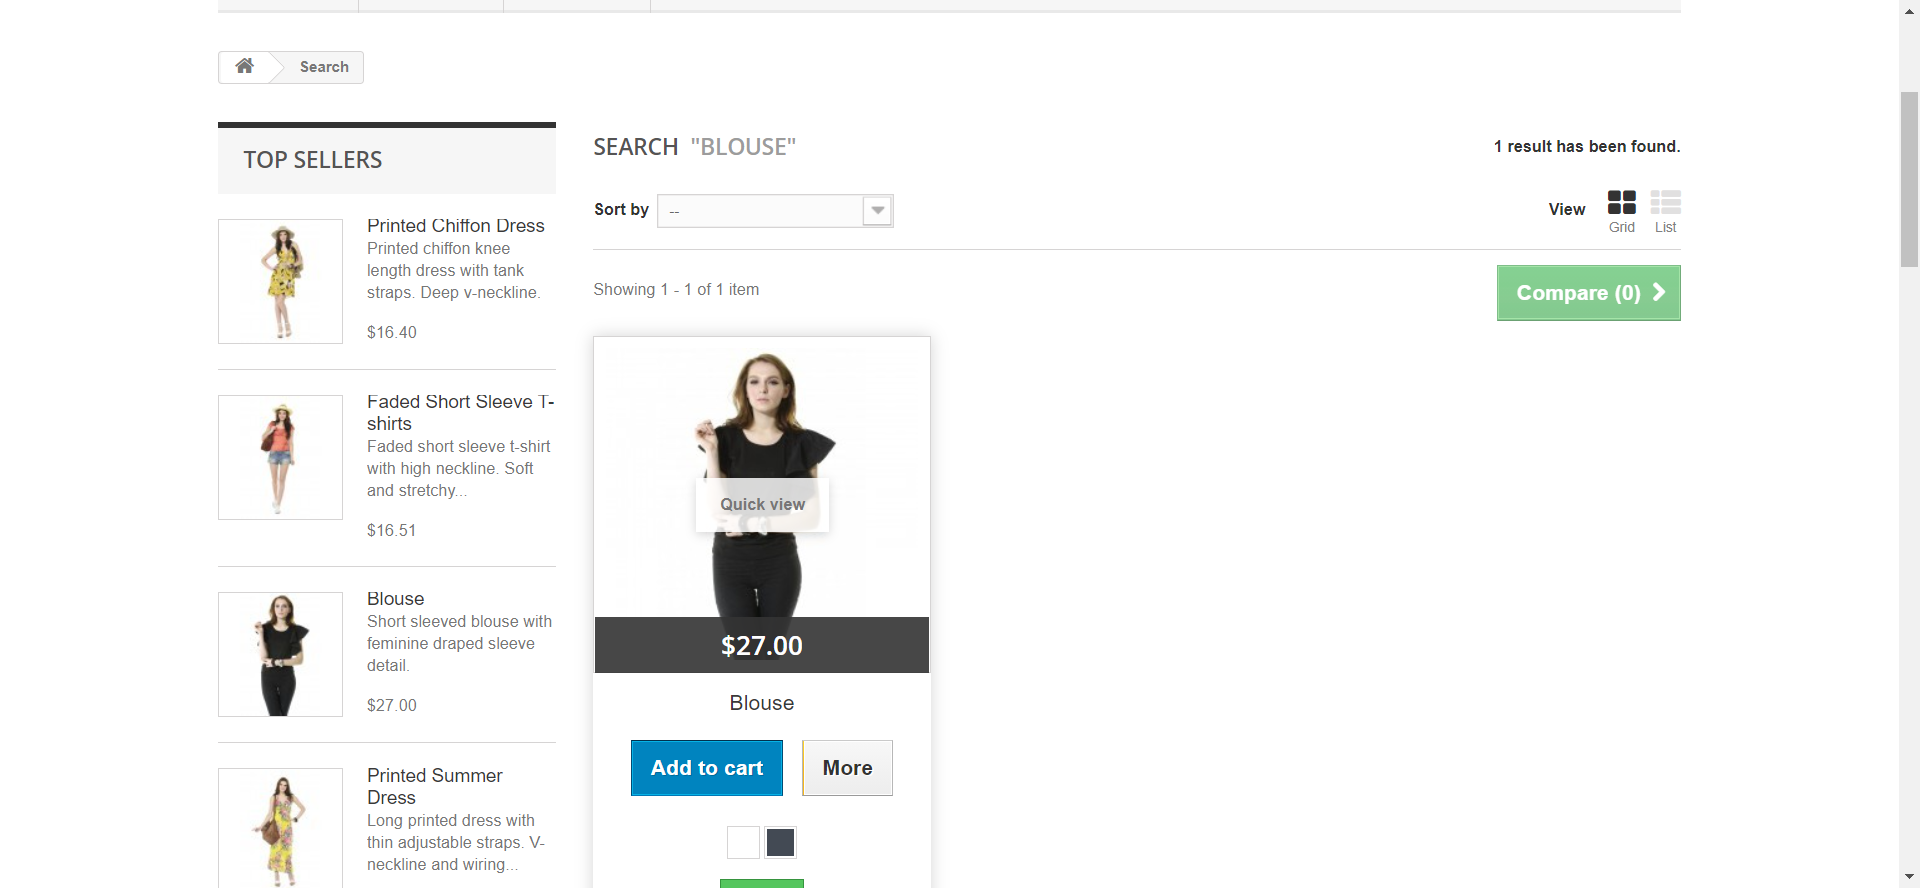 Search
TOP SELLERS
Printed Chiffon Dress
Printed chiffon knee
length dress with tank
straps. Deep v-neckline.
$16.40
Faded Short Sleeve T-
shirts
Faded short sleeve t-shirt
with high neckline. Soft
and stretchy...
$16.51
Blouse
Short sleeved blouse with
feminine draped sleeve
detail.
$27.00
Printed Summer
Dress
Long printed dress with
thin adjustable straps. V-
neckline and wiring...
SEARCH "BLOUSE"
1 result has been found.
Sort by --
View
Grid
List
Showing 1 - 1 of 1 item
Compare (0)
Quick view
$27.00
Blouse
Add to cart
More